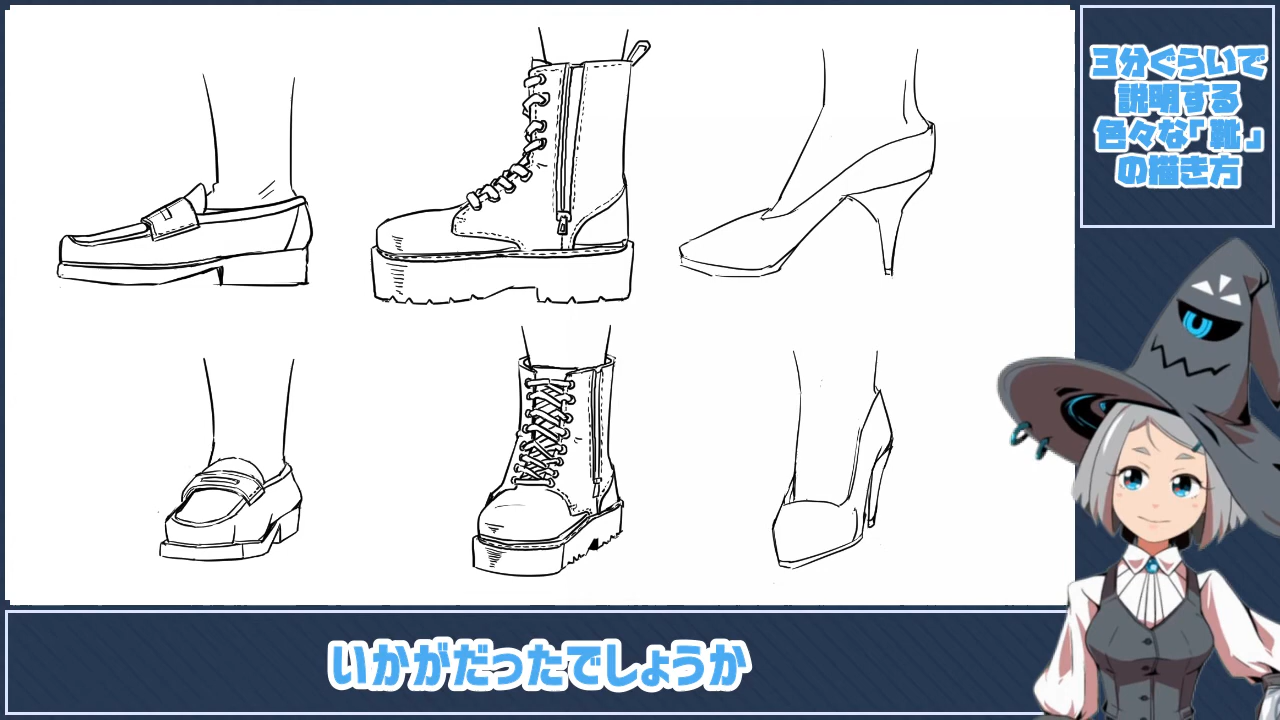 3分ぐらいで
説明する
色々な「靴」
の描き方
いかがだったでしょうか